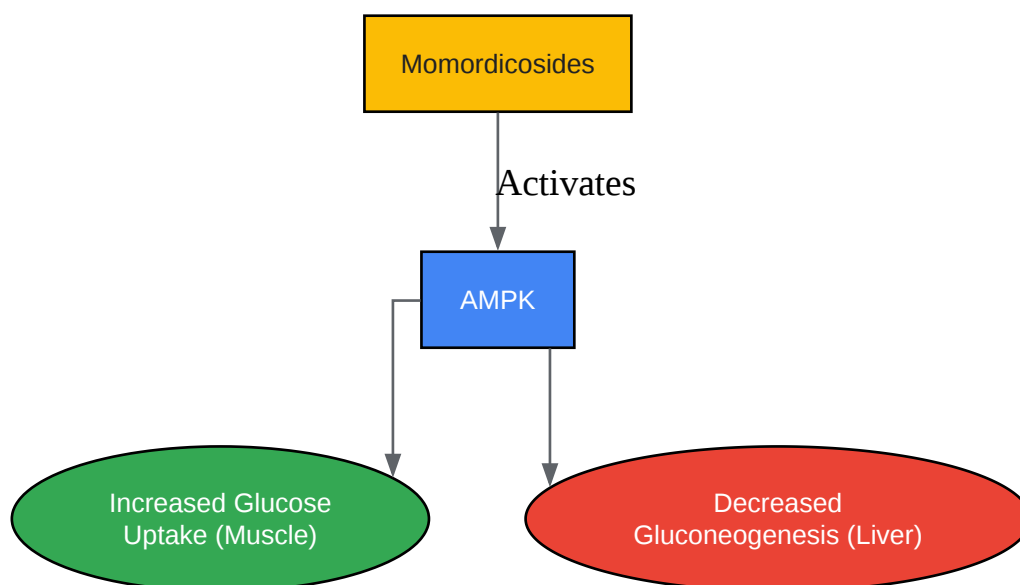 Momordicosides
Activates
AMPK
Increased Glucose
Uptake (Muscle)
Decreased
Gluconeogenesis (Liver)